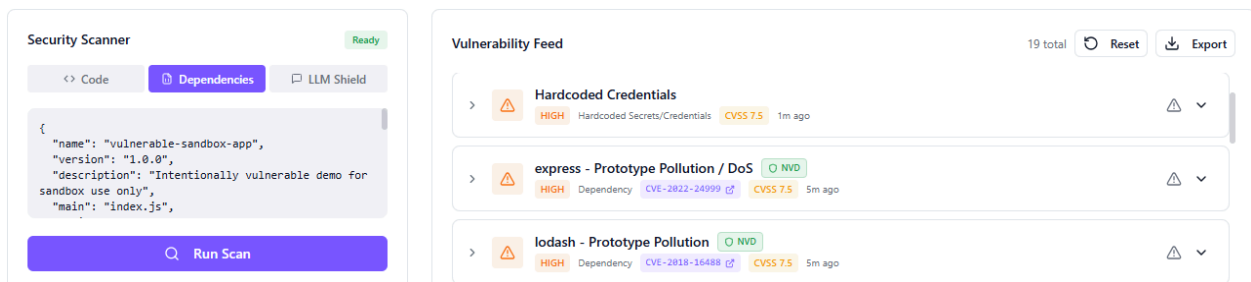 Security Scanner
Ready
Code
Dependencies
LLM Shield
{
"name": "vulnerable-sandbox-app",
"version": "1.0.0",
"description": "Intentionally vulnerable demo for
sandbox use only",
"main": "index.js",
Run Scan
Vulnerability Feed
19 total
Reset
Export
Hardcoded Credentials
HIGH Hardcoded Secrets/Credentials CVSS 7.5 1m ago
express - Prototype Pollution / DoS NVD
HIGH Dependency CVE-2022-24999 CVSS 7.5 5m ago
lodash - Prototype Pollution NVD
HIGH Dependency CVE-2018-16488 CVSS 7.5 5m ago